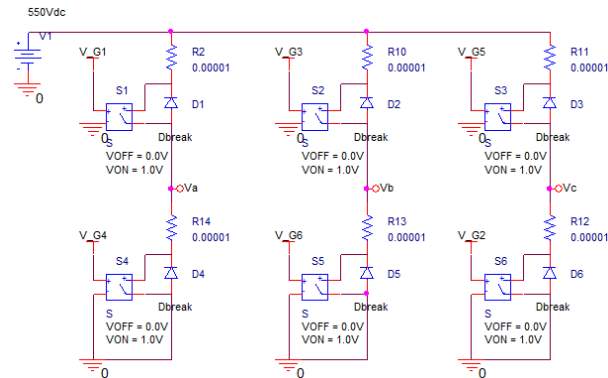 550Vdc
V1
0
V_G1
R2
0.00001
S1
D1
0
S
Dbreak
VOFF = 0.0V
VON = 1.0V
Va
V_G3
R10
0.00001
S2
D2
0
S
Dbreak
VOFF = 0.0V
VON = 1.0V
Vb
V_G5
R11
0.00001
S3
D3
0
S
Dbreak
VOFF = 0.0V
VON = 1.0V
Vc
V_G4
R14
0.00001
S4
D4
S
Dbreak
VOFF = 0.0V
VON = 1.0V
0
V_G6
R13
0.00001
S5
D5
S
Dbreak
VOFF = 0.0V
VON = 1.0V
0
V_G2
R12
0.00001
S6
D6
S
Dbreak
VOFF = 0.0V
VON = 1.0V
0